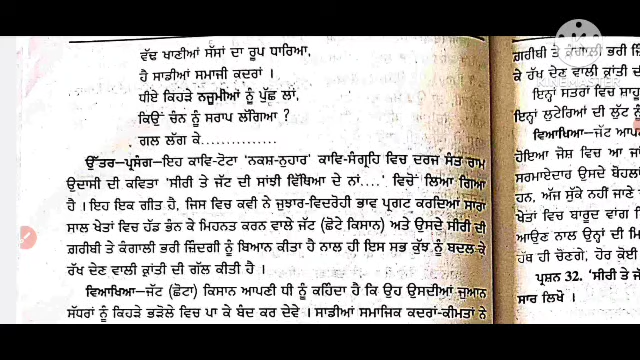 ਵੱਢ ਖਾਣੀਆਂ ਸੱਸਾਂ ਦਾ ਰੂਪ ਧਾਰਿਆ,
ਹੈ ਸਾਡੀਆਂ ਸਮਾਜੀ ਕਦਰਾਂ ।
ਧੀਏ ਕਿਹੜੇ ਨਜੂਮੀਆਂ ਨੂੰ ਪੁੱਛ ਲਾਂ,
ਕਿਉਂ ਚੰਨ ਨੂੰ ਸਰਾਪ ਲੱਗਿਆ ?
ਗਲ ਲੱਗ ਕੇ ...............
ਉੱਤਰ–ਪ੍ਰਸੰਗ–ਇਹ ਕਾਵਿ-ਟੋਟਾ 'ਨਕਸ਼-ਨੁਹਾਰ' ਕਾਵਿ-ਸੰਗ੍ਰਹਿ ਵਿਚ ਦਰਜ ਸੰਤ ਰਾਮ
ਉਦਾਸੀ ਦੀ ਕਵਿਤਾ 'ਸੀਰੀ ਤੇ ਜੱਟ ਦੀ ਸਾਂਝੀ ਵਿੱਥਿਆ ਦੇ ਨਾਂ....' ਵਿਚੋਂ ਲਿਆ ਗਿਆ
ਹੈ । ਇਹ ਇਕ ਗੀਤ ਹੈ, ਜਿਸ ਵਿਚ ਕਵੀ ਨੇ ਜੁਝਾਰ-ਵਿਦਰੋਹੀ ਭਾਵ ਪ੍ਰਗਟ ਕਰਦਿਆਂ ਸਾਰਾ
ਸਾਲ ਖੇਤਾਂ ਵਿਚ ਹੱਡ ਭੰਨ ਕੇ ਮਿਹਨਤ ਕਰਨ ਵਾਲੇ ਜੱਟ (ਛੋਟੇ ਕਿਸਾਨ) ਅਤੇ ਉਸਦੇ ਸੀਰੀ ਦੀ
ਗ਼ਰੀਬੀ ਤੇ ਕੰਗਾਲੀ ਭਰੀ ਜ਼ਿੰਦਗੀ ਨੂੰ ਬਿਆਨ ਕੀਤਾ ਹੈ ਨਾਲ ਹੀ ਇਸ ਸਭ ਕੁੱਝ ਨੂੰ ਬਦਲ ਕੇ
ਰੱਖ ਦੇਣ ਵਾਲੀ ਕ੍ਰਾਂਤੀ ਦੀ ਗੱਲ ਕੀਤੀ ਹੈ ।
ਵਿਆਖਿਆ–ਜੱਟ (ਛੋਟਾ) ਕਿਸਾਨ ਆਪਣੀ ਧੀ ਨੂੰ ਕਹਿੰਦਾ ਹੈ ਕਿ ਉਹ ਉਸਦੀਆਂ ਜੁਆਨ
ਸੱਧਰਾਂ ਨੂੰ ਕਿਹੜੇ ਭੜੋਲੇ ਵਿਚ ਪਾ ਕੇ ਬੰਦ ਕਰ ਦੇਵੇ । ਸਾਡੀਆਂ ਸਮਾਜਿਕ ਕਦਰਾਂ-ਕੀਮਤਾਂ ਨੇ
ਗ਼ਰੀਬੀ ਤੇ ਕੰਗਾਲੀ ਭਰੀ
ਕੇ ਰੱਖ ਦੇਣ ਵਾਲੀ ਕ੍ਰਾਂਤੀ ਦੀ
ਇਨ੍ਹਾਂ ਸਤਰਾਂ ਵਿਚ ਸ਼ਾਹੂ
ਇਨ੍ਹਾਂ ਲੁਟੇਰਿਆਂ ਦੀ ਲੁੱਟ ਨੂੰ
ਵਿਆਖਿਆ–ਜੱਟ ਆਪ
ਹੋਇਆ ਜੋਸ਼ ਵਿਚ ਆ ਜਾ
ਸਰਮਾਏਦਾਰ ਉਸਦੇ ਬੋਹਲਾਂ
ਹਨ, ਅੱਜ ਸੁੱਕੇ ਨਹੀਂ ਜਾਣੇ
ਖੇਤਾਂ ਵਿਚ ਬਾਰੂਦ ਵਾਂਗ
ਆਉਣ ਨਾਲ ਉਨ੍ਹਾਂ ਦੀ ਮਿ
ਹੱਥ ਹੀ ਚੋਣਗੇ, ਹੋਰ ਕੋਈ
ਪ੍ਰਸ਼ਨ 32. 'ਸੀਰੀ ਤੇ ਜੱ
ਸਾਰ ਲਿਖੋ ।